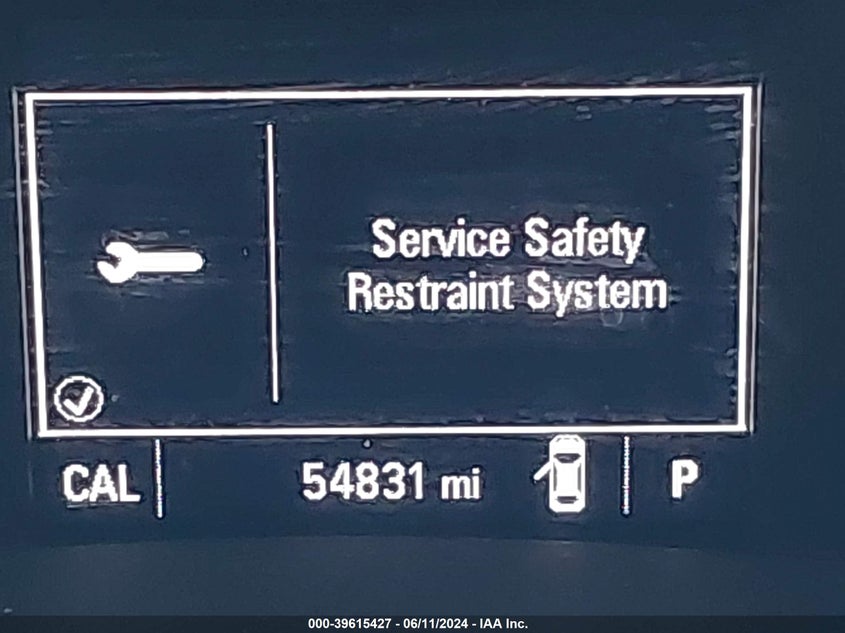 Service Safety
Restraint System
CAL 54831 mi P
000-39615427 - 06/11/2024 - IAA Inc.